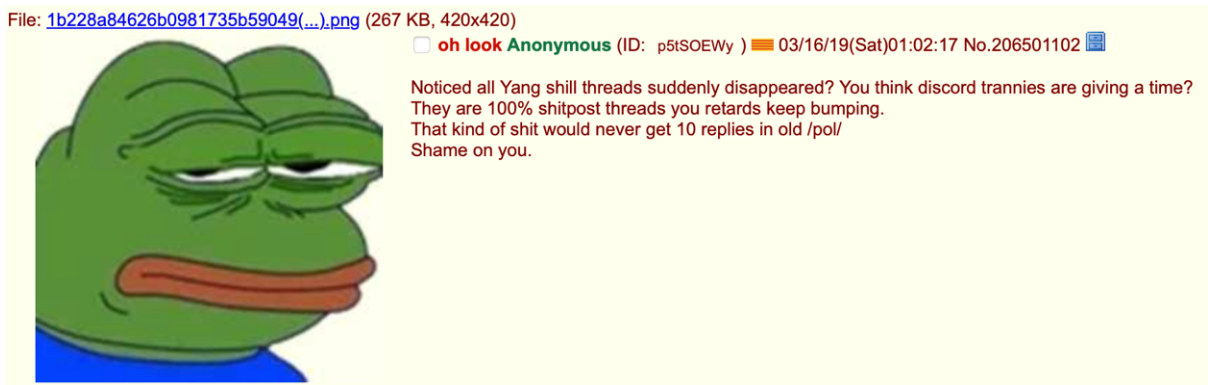 File: 1b228a84626b0981735b59049(...).png (267 KB, 420x420)
oh look Anonymous (ID: p5tSOEWy ) 03/16/19(Sat)01:02:17 No.206501102
Noticed all Yang shill threads suddenly disappeared? You think discord trannies are giving a time?
They are 100% shitpost threads you retards keep bumping.
That kind of shit would never get 10 replies in old /pol/
Shame on you.